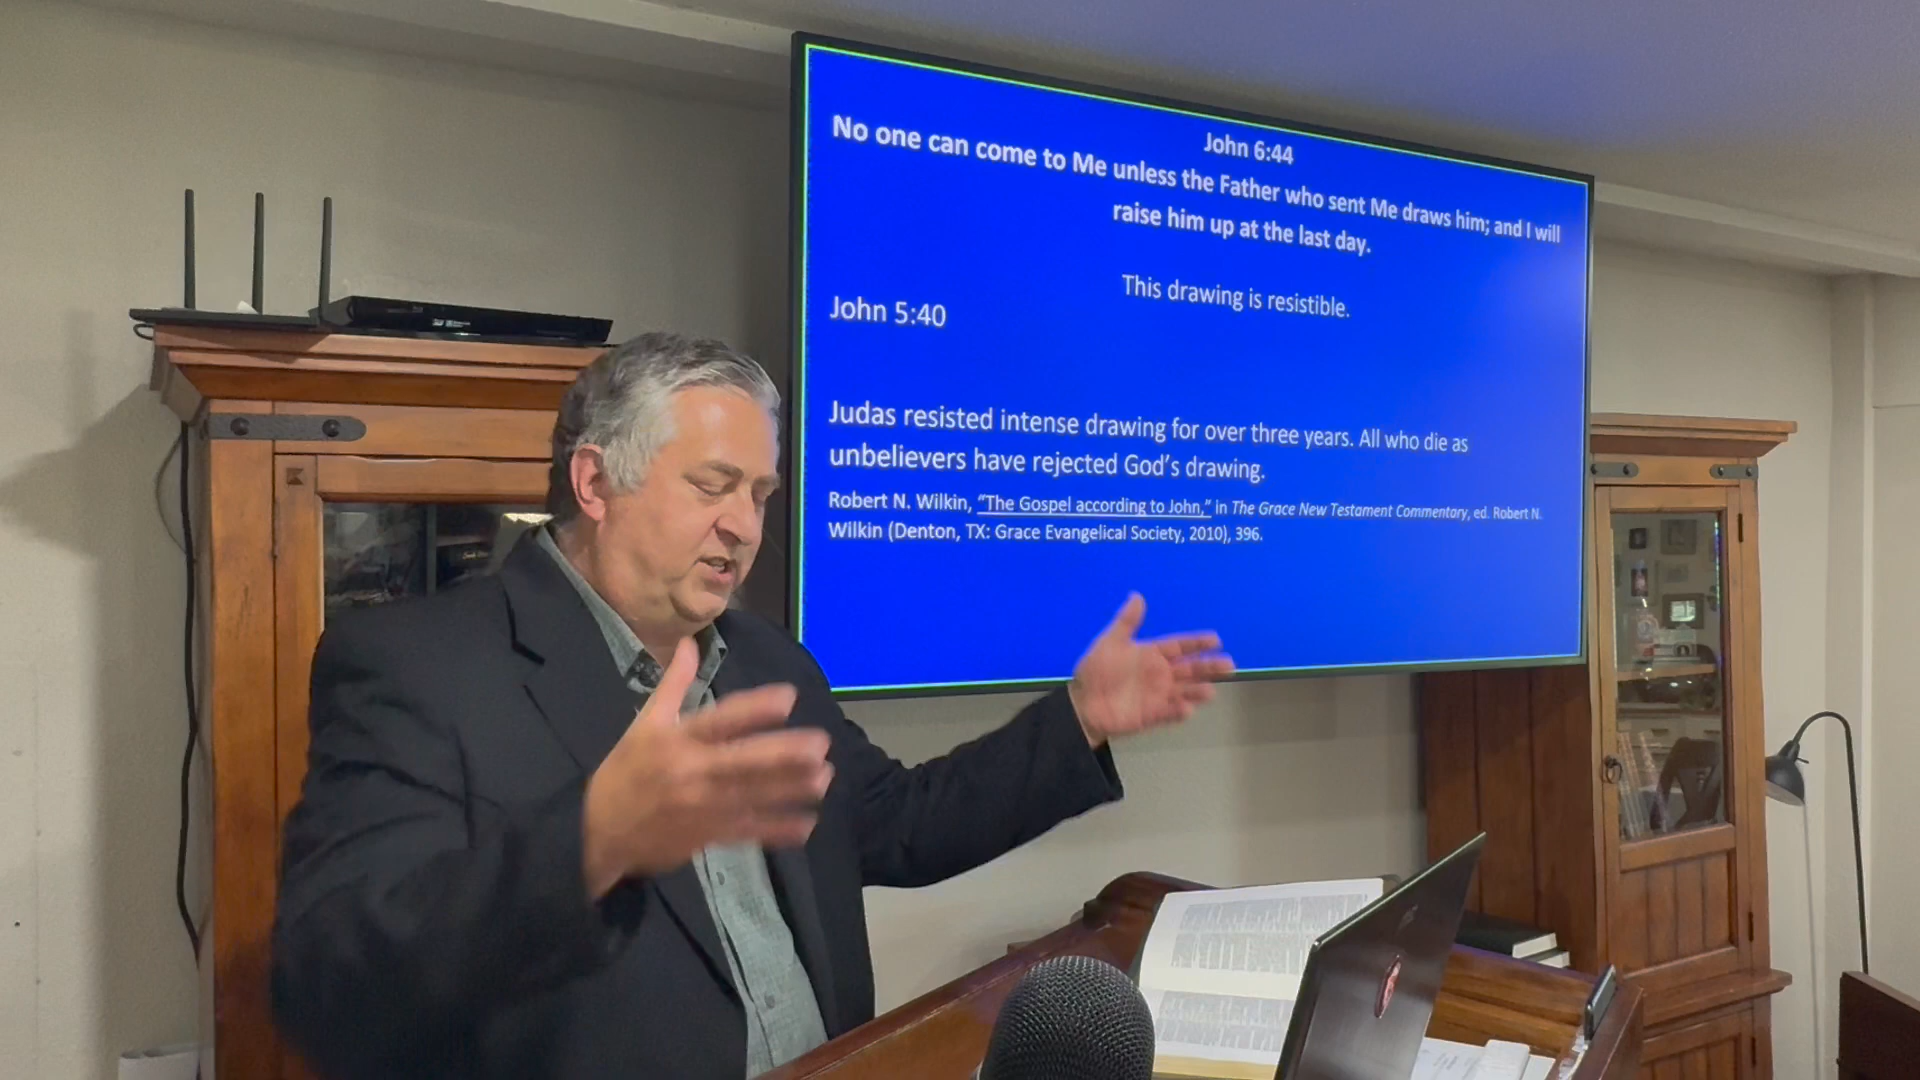 John 6:44
No one can come to Me unless the Father who sent Me draws him; and I will
raise him up at the last day.
This drawing is resistible.
John 5:40
Judas resisted intense drawing for over three years. All who die as
unbelievers have rejected God's drawing.
Robert N. Wilkin, “The Gospel according to John,” in The Grace New Testament Commentary, ed. Robert N.
Wilkin (Denton, TX: Grace Evangelical Society, 2010), 396.